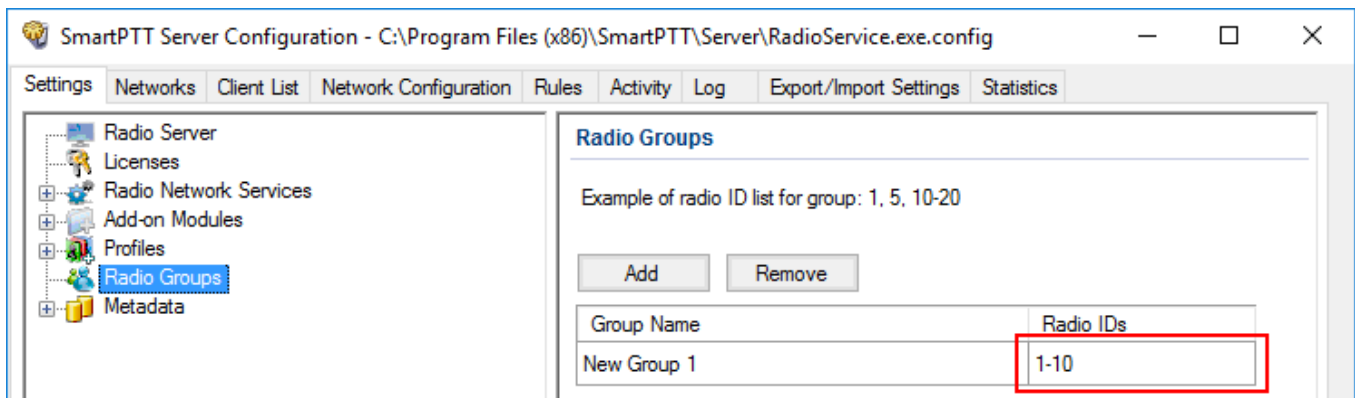 SmartPTT Server Configuration - C:\Program Files (x86)\SmartPTT\Server\RadioService.exe.config
Settings Networks Client List Network Configuration Rules Activity Log Export/Import Settings Statistics
Radio Server
Licenses
Radio Network Services
Add-on Modules
Profiles
Radio Groups
Metadata
Radio Groups
Example of radio ID list for group: 1, 5, 10-20
Add Remove
Group Name Radio IDs
New Group 1 1-10